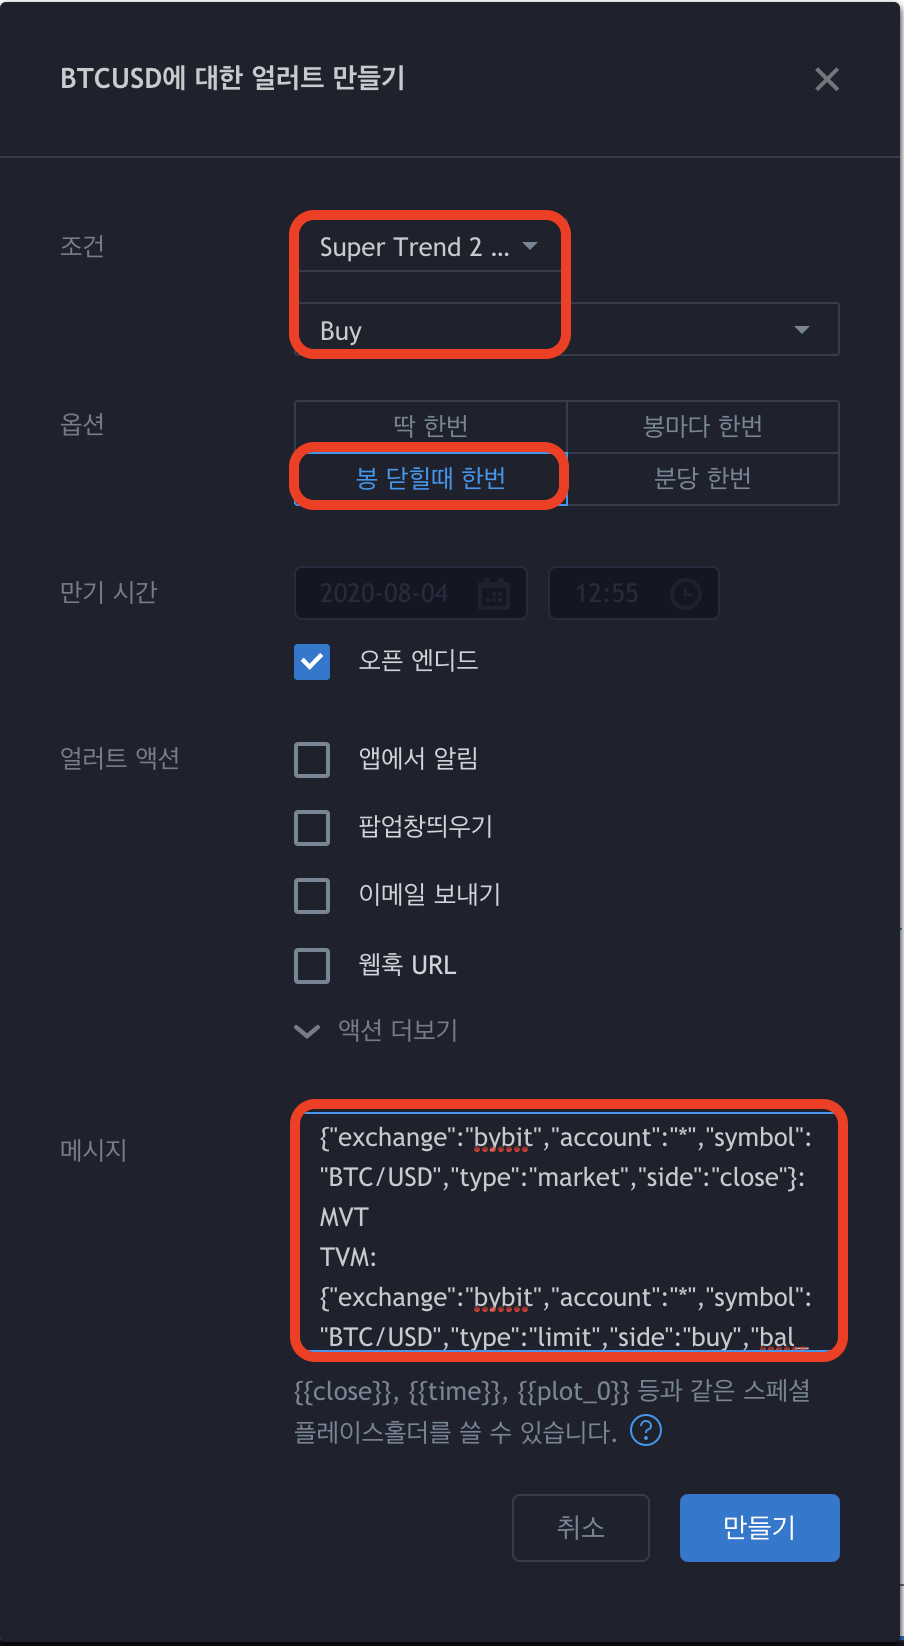 BTCUSD에 대한 얼러트 만들기
조건
Super Trend 2 ...
Buy
옵션
딱 한번
봉마다 한번
봉 닫힐때 한번
분당 한번
만기 시간
2020-08-04
12:55
오픈 엔디드
얼러트 액션
앱에서 알림
팝업창띄우기
이메일 보내기
웹훅 URL
액션 더보기
메시지
{"exchange":"bybit","account":"*","symbol":
"BTC/USD","type":"market","side":"close"}:
MVT
TVM:
{"exchange":"bybit","account":"*","symbol":
"BTC/USD","type":"limit","side":"buy","bal_
{{close}}, {{time}}, {{plot_0}} 등과 같은 스페셜
플레이스홀더를 쓸 수 있습니다. ?
취소
만들기